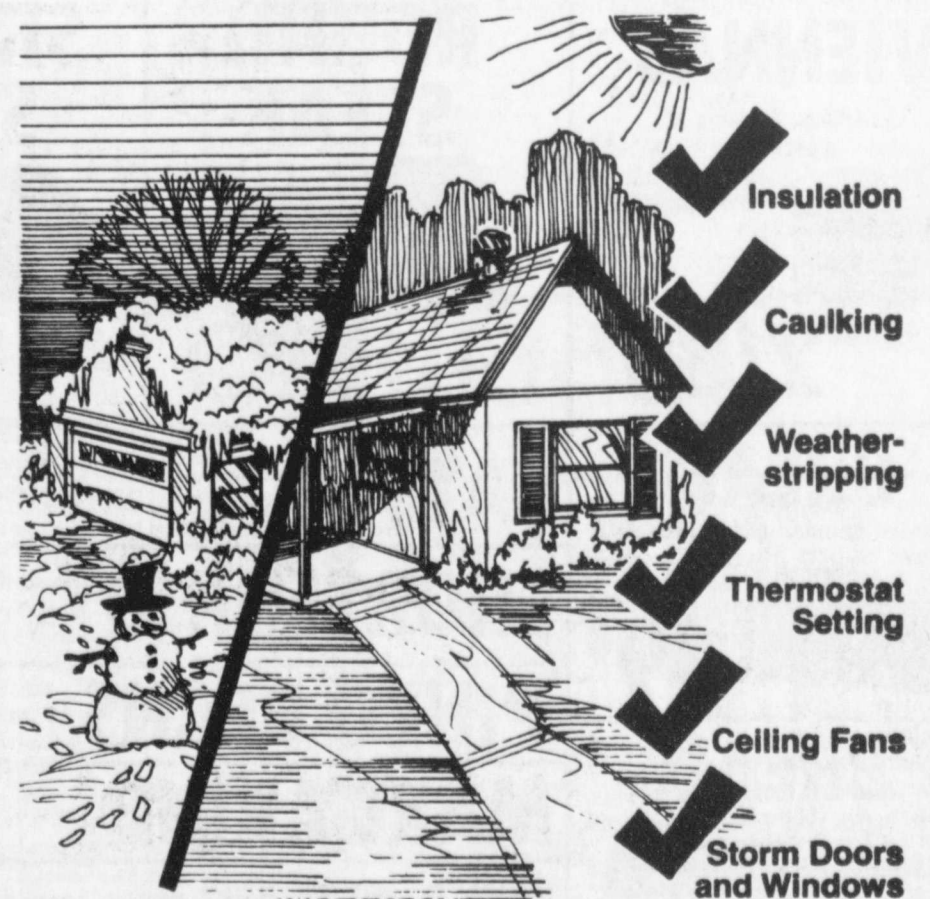 Insulation
Caulking
Weather-
stripping
Thermostat
Setting
Ceiling Fans
Storm Doors
and Windows